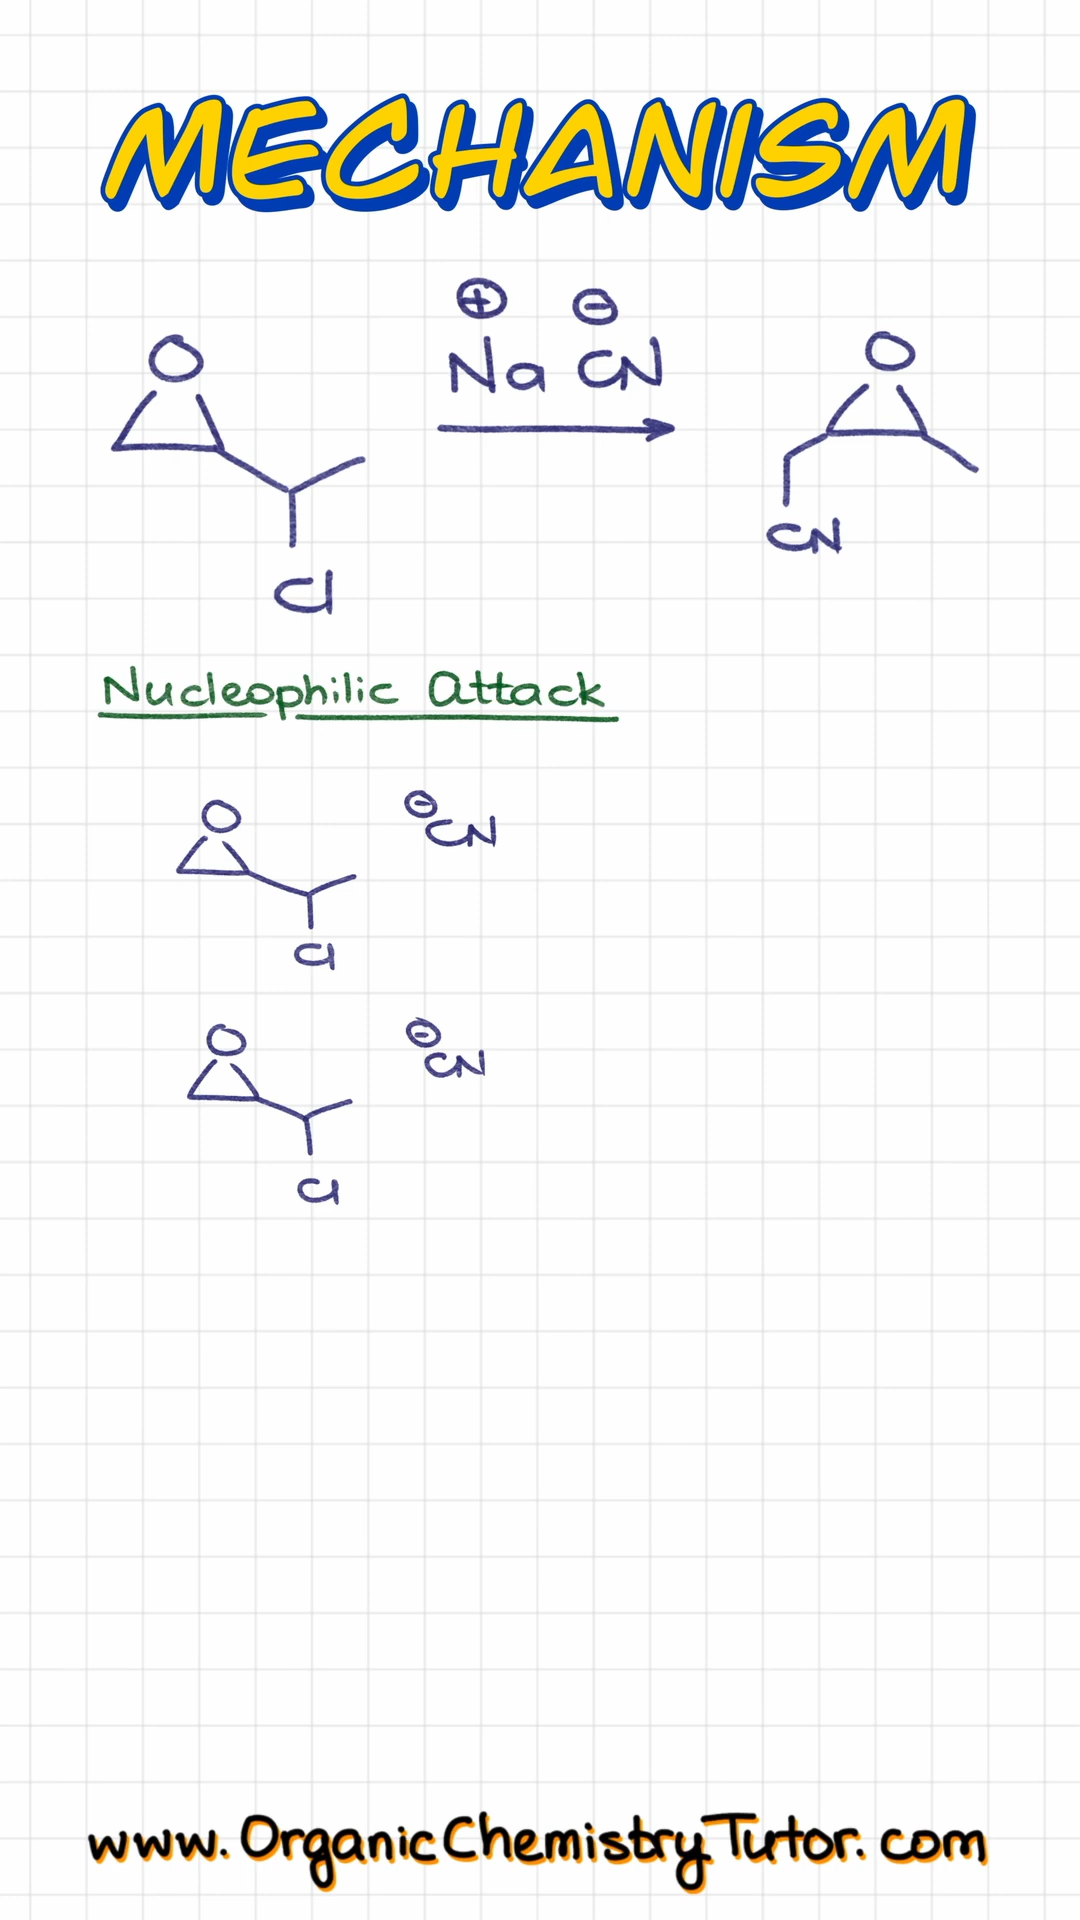 MECHANISM
⊕ ⊖
O Na CN O
CN
Cl
Nucleophilic Attack
O ⊖CN
Cl
O ⊖CN
Cl
www.OrganicChemistryTutor.com